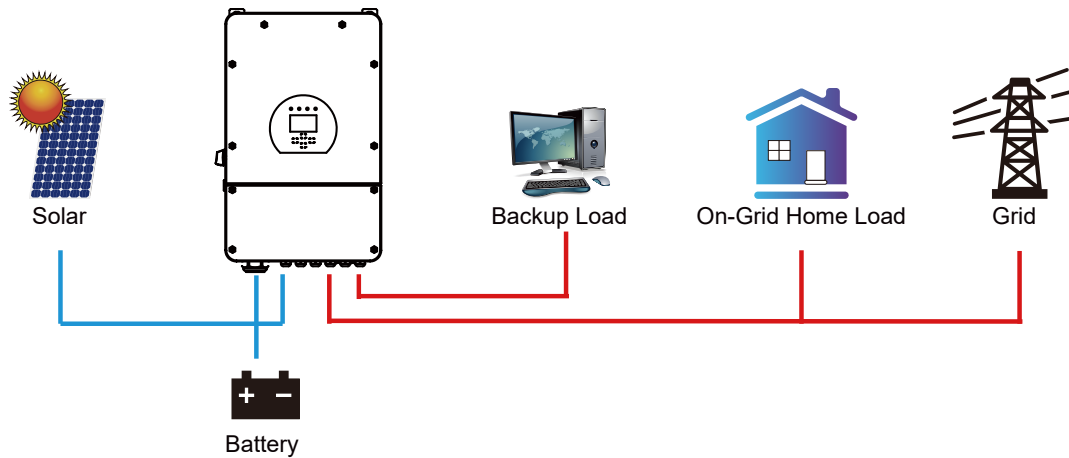 Solar
Backup Load
On-Grid Home Load
Grid
+ −
Battery